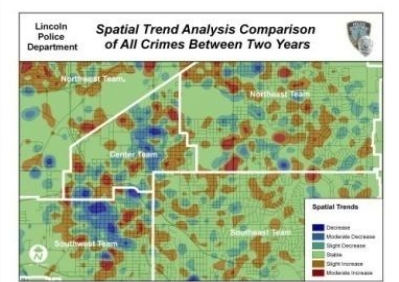 Lincoln
Police
Department
Spatial Trend Analysis Comparison
of All Crimes Between Two Years
Northwest Team
Northeast Team
Center Team
Southwest Team
Southeast Team
Spatial Trends
Decrease
Moderate Decrease
Slight Decrease
Stable
Slight Increase
Moderate Increase